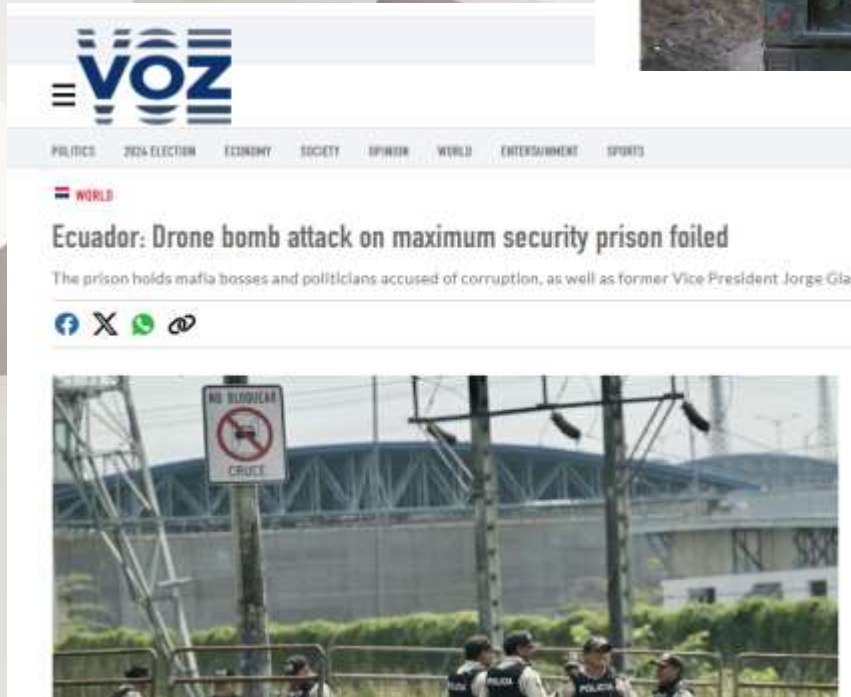 VOZ
POLITICS 2024 ELECTION ECONOMY SOCIETY OPINION WORLD ENTERTAINMENT SPORTS
WORLD
Ecuador: Drone bomb attack on maximum security prison foiled
The prison holds mafia bosses and politicians accused of corruption, as well as former Vice President Jorge Gla
NO BLOQUEAR
CRUCE
POLICIA
POLICIA